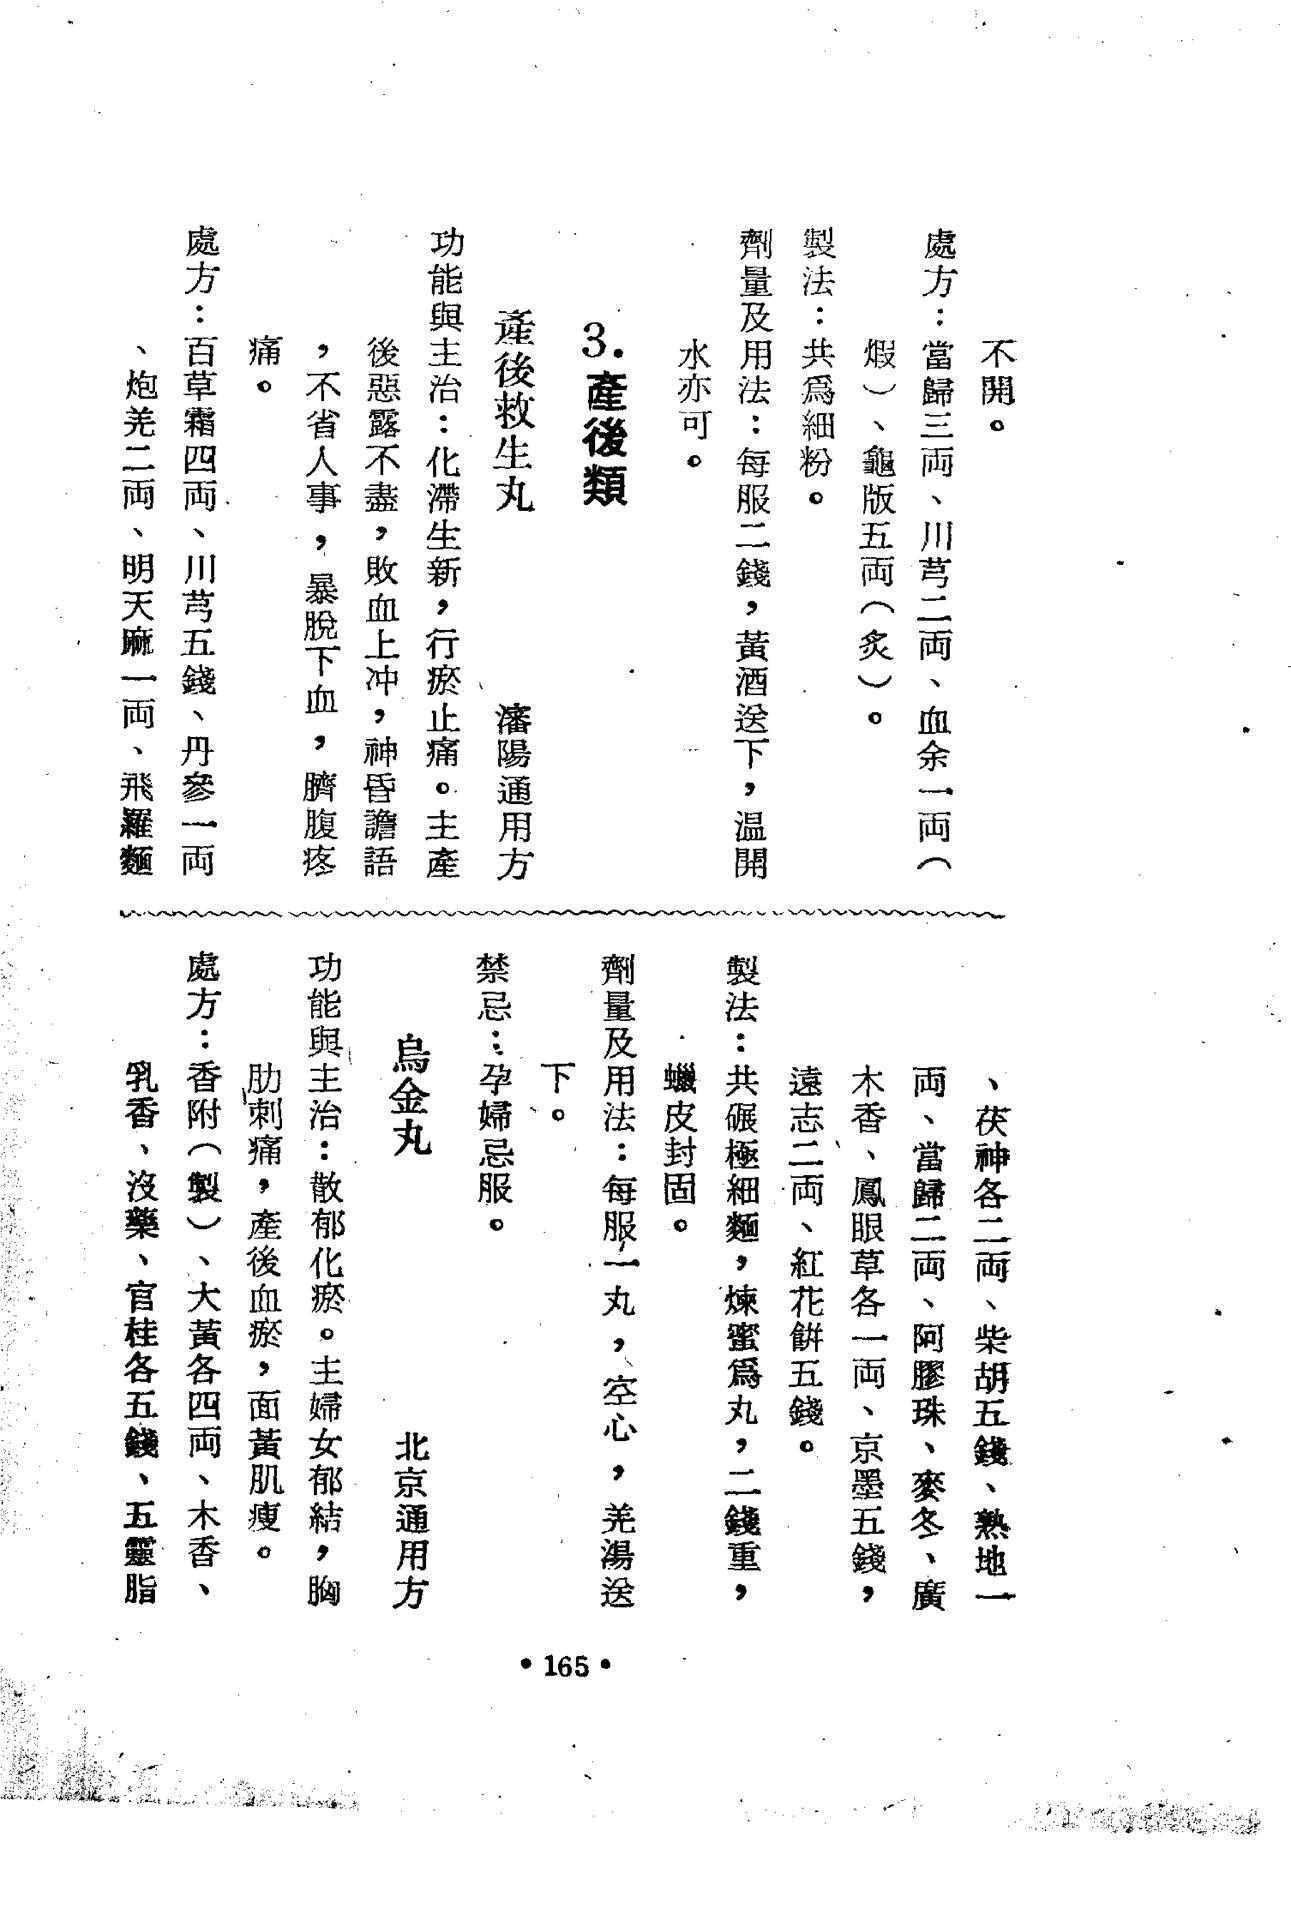 不開。
處方：當歸三両、川芎二両、血余一両（
煆）、龜版五両（炙）。
製法：共爲細粉。
劑量及用法：每服二錢，黃酒送下，温開
水亦可。
3.產後類
產後救生丸　瀋陽通用方
功能與主治：化滯生新，行瘀止痛。主產
後惡露不盡，敗血上冲，神昏譫語
，不省人事，暴脫下血，臍腹疼
痛。
處方：百草霜四両、川芎五錢、丹參一両
、炮羌二両、明天麻一両、飛羅麵
、茯神各二両、柴胡五錢、熟地一
両、當歸二両、阿膠珠、麥冬、廣
木香、鳳眼草各一両、京墨五錢，
遠志二両、紅花餅五錢。
製法：共碾極細麵，煉蜜爲丸，二錢重，
蠟皮封固。
劑量及用法：每服一丸，空心，羌湯送
下。
禁忌：孕婦忌服。
烏金丸　北京通用方
功能與主治：散郁化瘀。主婦女郁結，胸
肋刺痛，產後血瘀，面黃肌瘦。
處方：香附（製）、大黃各四両、木香、
乳香、沒藥、官桂各五錢、五靈脂
• 165 •